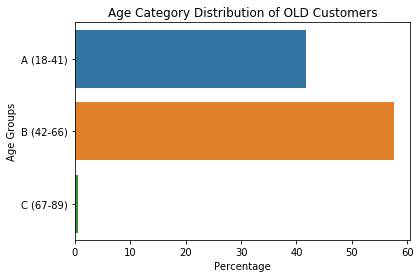 Age Category Distribution of OLD Customers
Age Groups
A (18-41)
B (42-66)
C (67-89)
0 10 20 30 40 50 60
Percentage